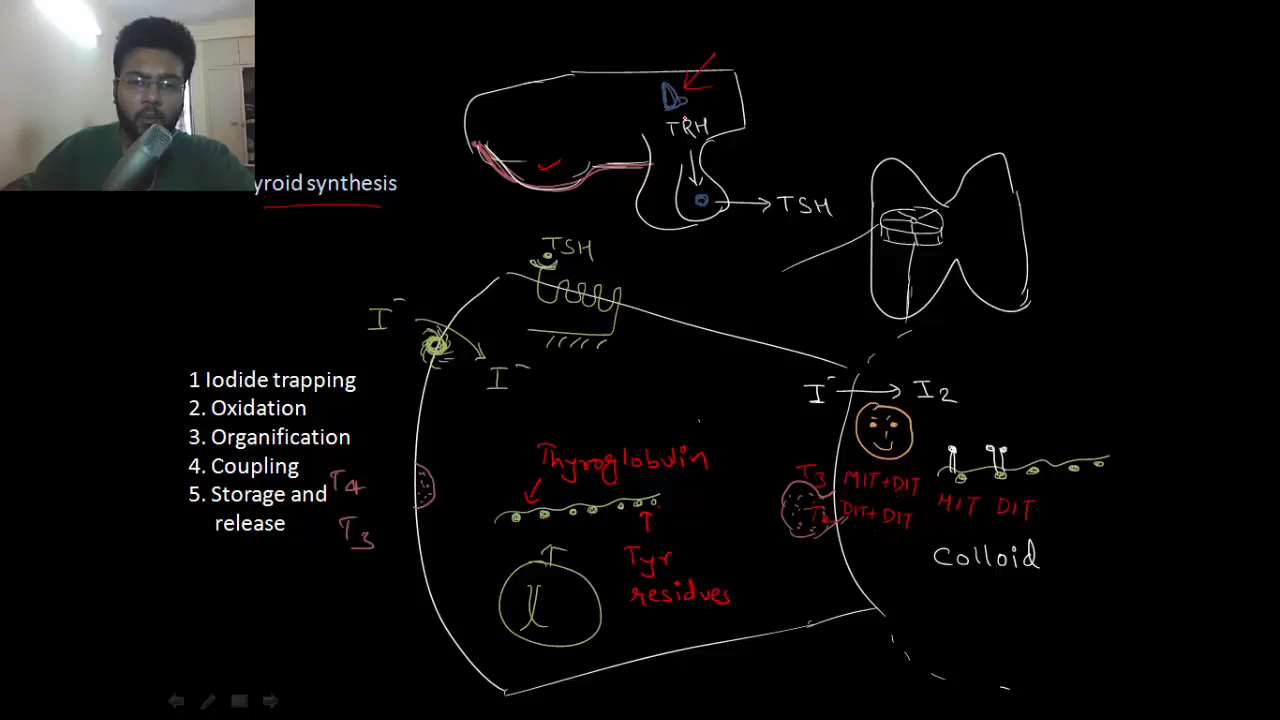 yroid synthesis
TRH
TSH
TSH
I⁻
I⁻
I⁻ → I2
1 Iodide trapping
2. Oxidation
3. Organification
4. Coupling
5. Storage and
release
T4
T3
Thyroglobulin
Tyr
residues
T3 MIT+DIT
DIT+DIT
MIT DIT
Colloid